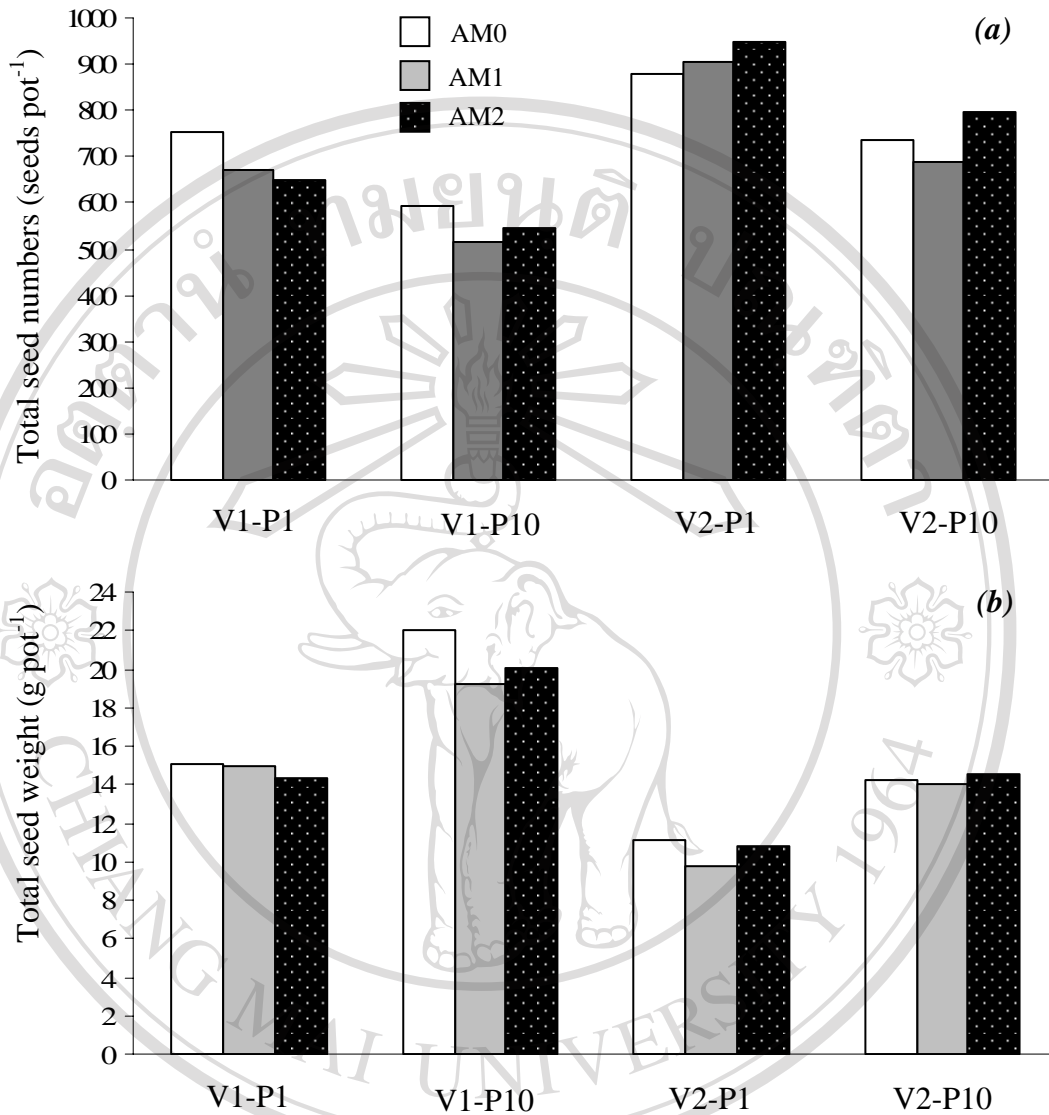 (a)
AM0
AM1
AM2
Total seed numbers (seeds pot-1)
1000
900
800
700
600
500
400
300
200
100
0
V1-P1 V1-P10 V2-P1 V2-P10
(b)
Total seed weight (g pot-1)
24
22
20
18
16
14
12
10
8
6
4
2
0
V1-P1 V1-P10 V2-P1 V2-P10
CHIANG MAI UNIVERSITY 1964